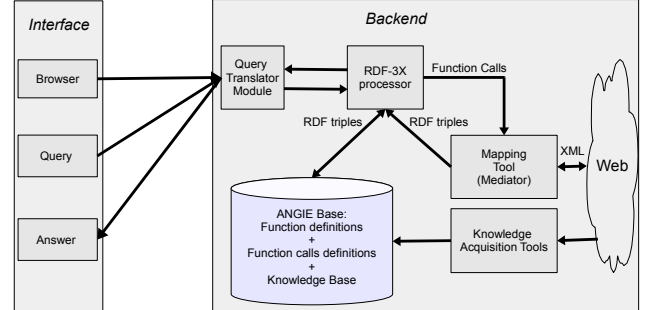 Interface
Backend
Browser
Query
Translator
Module
RDF-3X
processor
Function Calls
RDF triples
RDF triples
Query
Mapping
Tool
(Mediator)
XML
Web
ANGIE Base:
Function definitions
+
Function calls definitions
+
Knowledge Base
Answer
Knowledge
Acquisition Tools